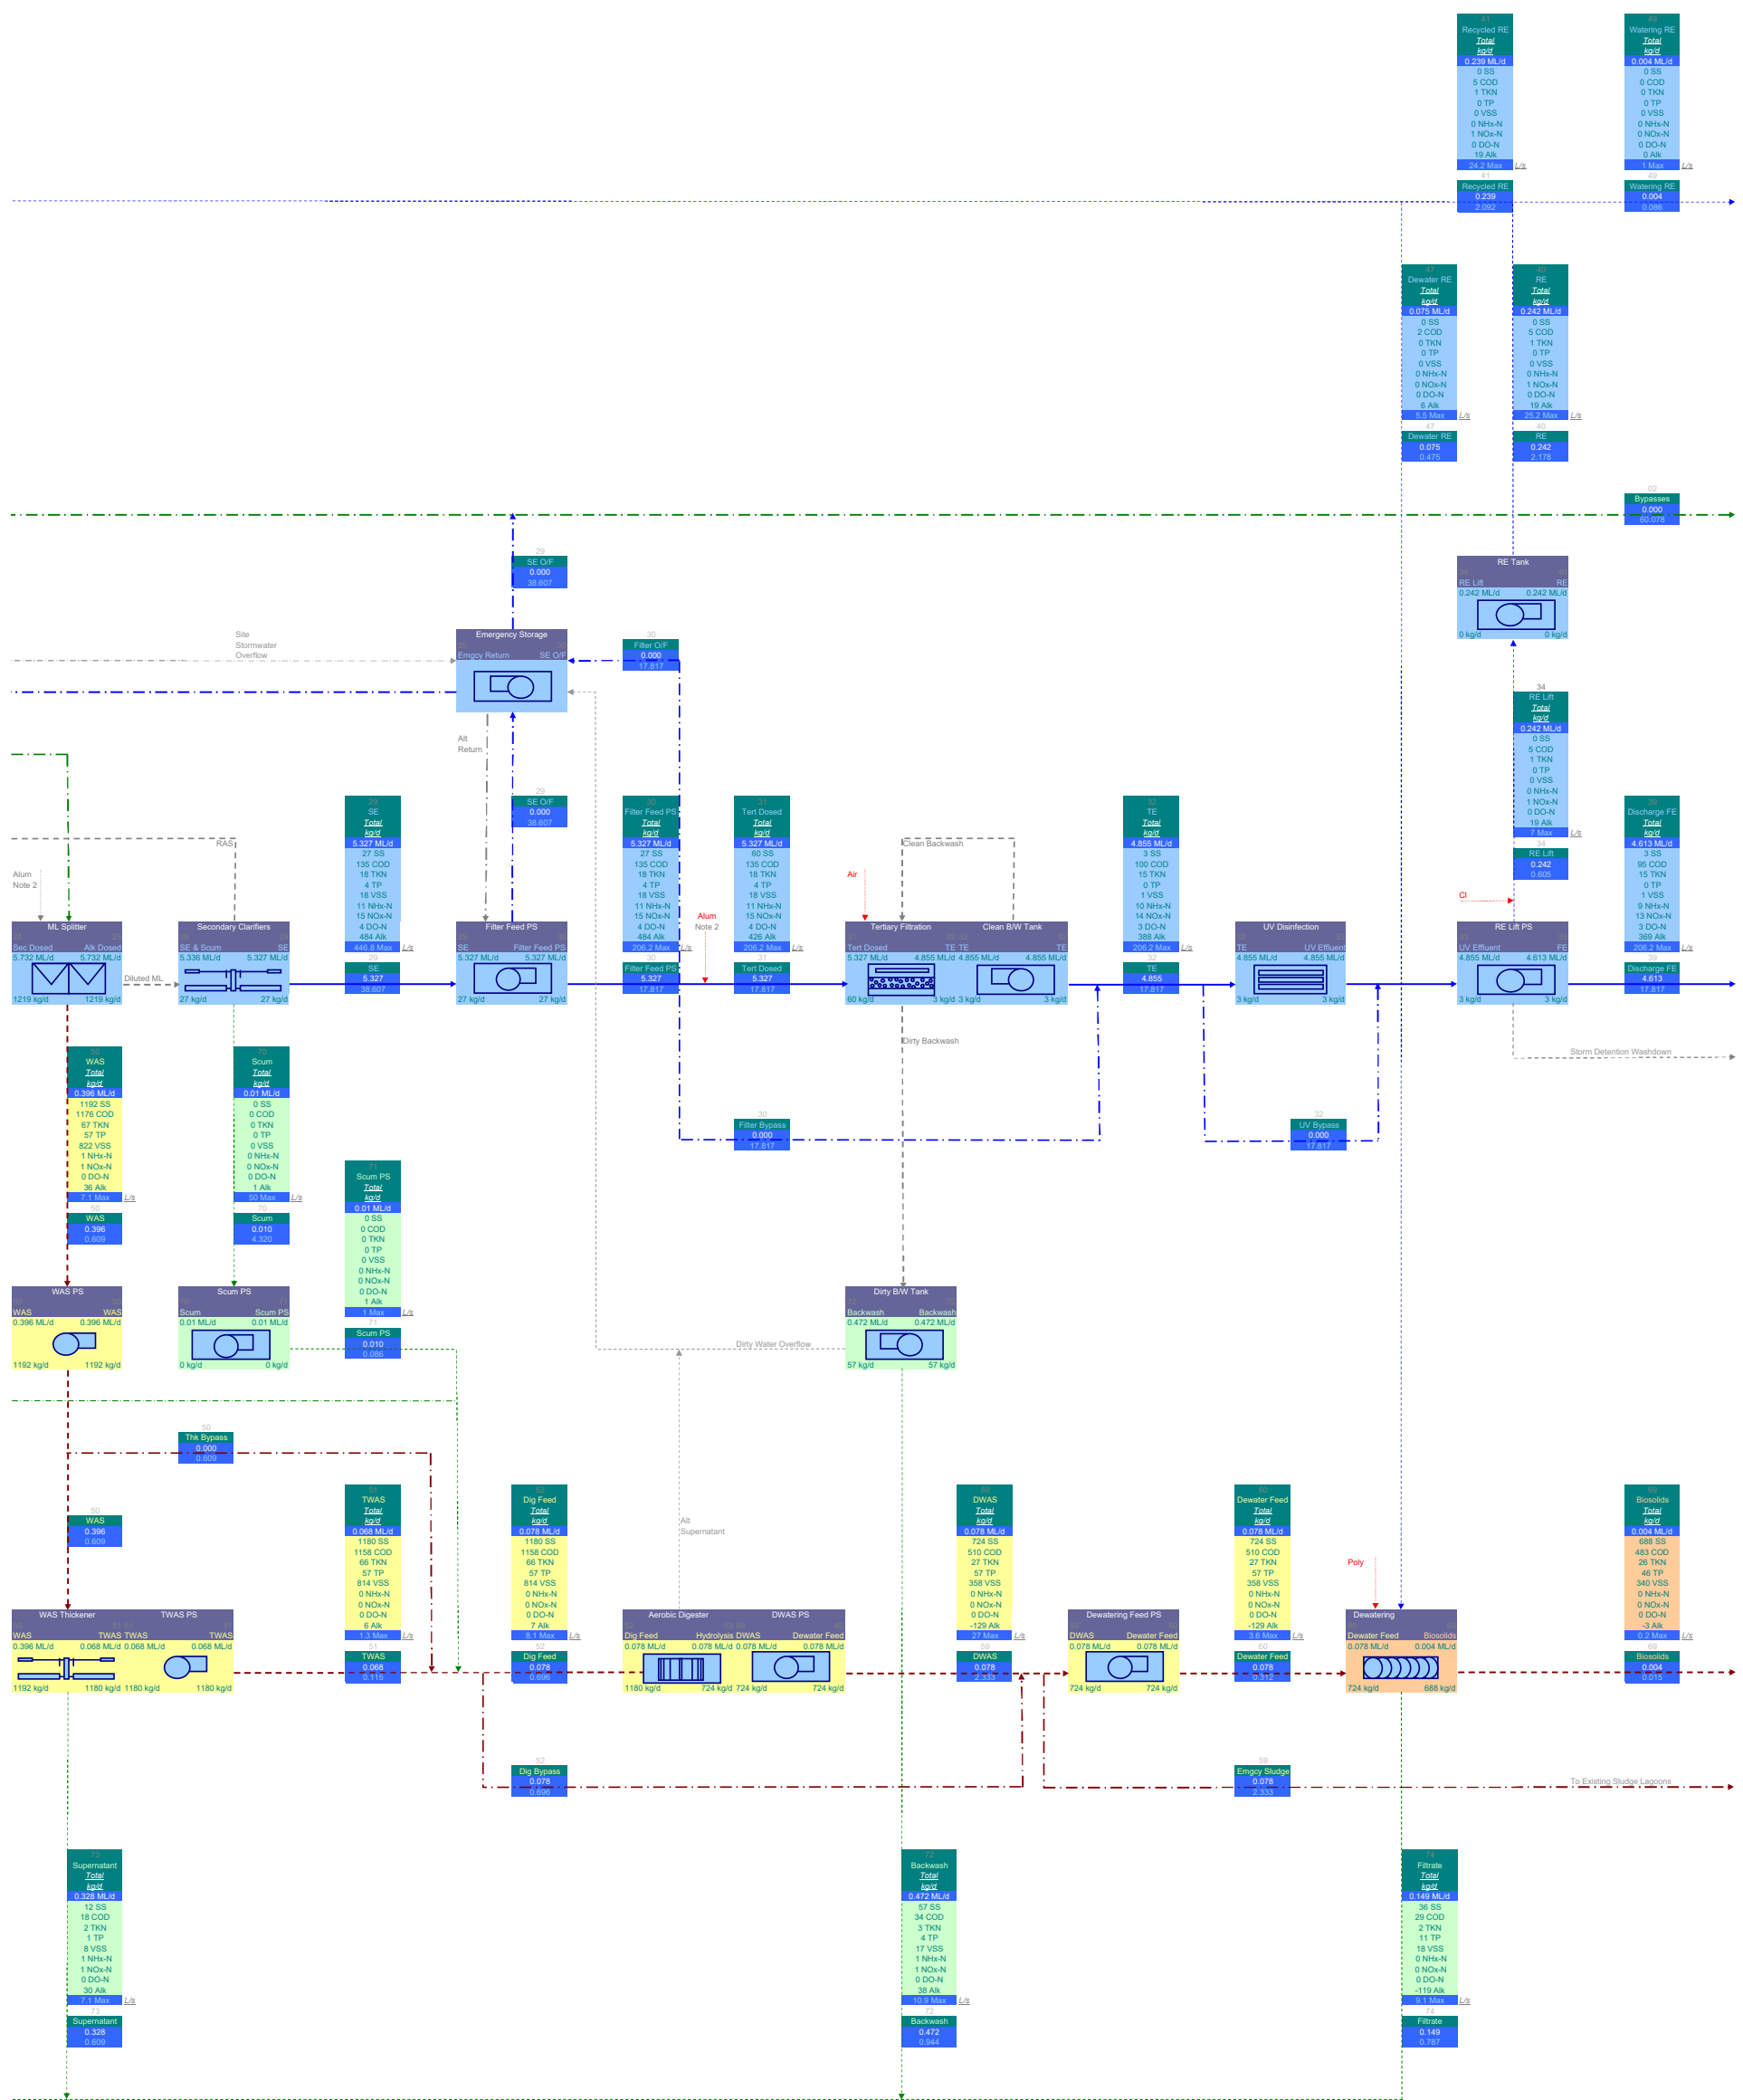 41
Recycled RE
Total
kg/d
0.239 ML/d
0 SS
5 COD
1 TKN
0 TP
0 VSS
0 NHx-N
1 NOx-N
0 DO-N
19 Alk
24.2 Max L/s
41
Recycled RE
0.239
2.092
49
Watering RE
Total
kg/d
0.004 ML/d
0 SS
0 COD
0 TKN
0 TP
0 VSS
0 NHx-N
0 NOx-N
0 DO-N
0 Alk
1 Max L/s
49
Watering RE
0.004
0.086
47
Dewater RE
Total
kg/d
0.075 ML/d
0 SS
2 COD
0 TKN
0 TP
0 VSS
0 NHx-N
0 NOx-N
0 DO-N
6 Alk
5.5 Max L/s
47
Dewater RE
0.075
0.475
40
RE
Total
kg/d
0.242 ML/d
0 SS
5 COD
1 TKN
0 TP
0 VSS
0 NHx-N
1 NOx-N
0 DO-N
19 Alk
25.2 Max L/s
40
RE
0.242
2.178
02
Bypasses
0.000
60.078
29
SE O/F
0.000
38.607
RE Tank
RE Lift RE
0.242 ML/d 0.242 ML/d
0 kg/d 0 kg/d
Site
Stormwater
Overflow
Emergency Storage
Emgcy Return SE O/F
30
Filter O/F
0.000
17.817
Alt
Return
34
RE Lift
Total
kg/d
0.242 ML/d
0 SS
5 COD
1 TKN
0 TP
0 VSS
0 NHx-N
1 NOx-N
0 DO-N
19 Alk
7 Max L/s
34
RE Lift
0.242
0.605
29
SE O/F
0.000
38.607
29
SE
Total
kg/d
5.327 ML/d
27 SS
135 COD
18 TKN
4 TP
18 VSS
11 NHx-N
15 NOx-N
4 DO-N
484 Alk
446.8 Max L/s
29
SE
5.327
38.607
30
Filter Feed PS
Total
kg/d
5.327 ML/d
27 SS
135 COD
18 TKN
4 TP
18 VSS
11 NHx-N
15 NOx-N
4 DO-N
484 Alk
206.2 Max L/s
30
Filter Feed PS
5.327
17.817
31
Tert Dosed
Total
kg/d
5.327 ML/d
60 SS
135 COD
18 TKN
4 TP
18 VSS
11 NHx-N
15 NOx-N
4 DO-N
426 Alk
206.2 Max L/s
31
Tert Dosed
5.327
17.817
32
TE
Total
kg/d
4.855 ML/d
3 SS
100 COD
15 TKN
0 TP
1 VSS
10 NHx-N
14 NOx-N
3 DO-N
388 Alk
206.2 Max L/s
32
TE
4.855
17.817
39
Discharge FE
Total
kg/d
4.613 ML/d
3 SS
95 COD
15 TKN
0 TP
1 VSS
9 NHx-N
13 NOx-N
3 DO-N
369 Alk
206.2 Max L/s
39
Discharge FE
4.613
17.817
RAS
Clean Backwash
Alum
Note 2
Air
Alum
Note 2
Cl
ML Splitter
Sec Dosed Alk Dosed
5.732 ML/d 5.732 ML/d
1219 kg/d 1219 kg/d
Diluted ML
Secondary Clarifiers
SE & Scum SE
5.336 ML/d 5.327 ML/d
27 kg/d 27 kg/d
Filter Feed PS
SE Filter Feed PS
5.327 ML/d 5.327 ML/d
27 kg/d 27 kg/d
Tertiary Filtration Clean B/W Tank
Tert Dosed TE TE TE
5.327 ML/d 4.855 ML/d 4.855 ML/d 4.855 ML/d
60 kg/d 3 kg/d 3 kg/d 3 kg/d
UV Disinfection
TE UV Effluent
4.855 ML/d 4.855 ML/d
3 kg/d 3 kg/d
RE Lift PS
UV Effluent FE
4.855 ML/d 4.613 ML/d
3 kg/d 3 kg/d
Dirty Backwash
Storm Detention Washdown
50
WAS
Total
kg/d
0.396 ML/d
1192 SS
1176 COD
67 TKN
57 TP
822 VSS
1 NHx-N
1 NOx-N
0 DO-N
36 Alk
7.1 Max L/s
50
WAS
0.396
0.609
70
Scum
Total
kg/d
0.01 ML/d
0 SS
0 COD
0 TKN
0 TP
0 VSS
0 NHx-N
0 NOx-N
0 DO-N
1 Alk
50 Max L/s
70
Scum
0.010
4.320
30
Filter Bypass
0.000
17.817
32
UV Bypass
0.000
17.817
71
Scum PS
Total
kg/d
0.01 ML/d
0 SS
0 COD
0 TKN
0 TP
0 VSS
0 NHx-N
0 NOx-N
0 DO-N
1 Alk
1 Max L/s
71
Scum PS
0.010
0.086
WAS PS
WAS WAS
0.396 ML/d 0.396 ML/d
1192 kg/d 1192 kg/d
Scum PS
Scum Scum PS
0.01 ML/d 0.01 ML/d
0 kg/d 0 kg/d
Dirty B/W Tank
Backwash Backwash
0.472 ML/d 0.472 ML/d
57 kg/d 57 kg/d
Dirty Water Overflow
50
Thk Bypass
0.000
0.609
50
WAS
0.396
0.609
51
TWAS
Total
kg/d
0.068 ML/d
1180 SS
1158 COD
66 TKN
57 TP
814 VSS
0 NHx-N
0 NOx-N
0 DO-N
6 Alk
1.3 Max L/s
51
TWAS
0.068
0.115
52
Dig Feed
Total
kg/d
0.078 ML/d
1180 SS
1158 COD
66 TKN
57 TP
814 VSS
0 NHx-N
0 NOx-N
0 DO-N
7 Alk
8.1 Max L/s
52
Dig Feed
0.078
0.696
Alt
Supernatant
59
DWAS
Total
kg/d
0.078 ML/d
724 SS
510 COD
27 TKN
57 TP
358 VSS
0 NHx-N
0 NOx-N
0 DO-N
-129 Alk
27 Max L/s
59
DWAS
0.078
2.333
60
Dewater Feed
Total
kg/d
0.078 ML/d
724 SS
510 COD
27 TKN
57 TP
358 VSS
0 NHx-N
0 NOx-N
0 DO-N
-129 Alk
3.6 Max L/s
60
Dewater Feed
0.078
0.312
Poly
69
Biosolids
Total
kg/d
0.004 ML/d
688 SS
483 COD
26 TKN
46 TP
340 VSS
0 NHx-N
0 NOx-N
0 DO-N
-3 Alk
0.2 Max L/s
69
Biosolids
0.004
0.015
WAS Thickener TWAS PS
WAS TWAS TWAS TWAS
0.396 ML/d 0.068 ML/d 0.068 ML/d 0.068 ML/d
1192 kg/d 1180 kg/d 1180 kg/d 1180 kg/d
Aerobic Digester DWAS PS
Dig Feed Hydrolysis DWAS Dewater Feed
0.078 ML/d 0.078 ML/d 0.078 ML/d 0.078 ML/d
1180 kg/d 724 kg/d 724 kg/d 724 kg/d
Dewatering Feed PS
DWAS Dewater Feed
0.078 ML/d 0.078 ML/d
724 kg/d 724 kg/d
Dewatering
Dewater Feed Biosolids
0.078 ML/d 0.004 ML/d
724 kg/d 688 kg/d
52
Dig Bypass
0.078
0.696
59
Emgcy Sludge
0.078
2.333
To Existing Sludge Lagoons
73
Supernatant
Total
kg/d
0.328 ML/d
12 SS
18 COD
2 TKN
1 TP
8 VSS
1 NHx-N
1 NOx-N
0 DO-N
30 Alk
7.1 Max L/s
73
Supernatant
0.328
0.609
72
Backwash
Total
kg/d
0.472 ML/d
57 SS
34 COD
3 TKN
4 TP
17 VSS
1 NHx-N
1 NOx-N
0 DO-N
38 Alk
10.9 Max L/s
72
Backwash
0.472
0.944
74
Filtrate
Total
kg/d
0.149 ML/d
36 SS
29 COD
2 TKN
11 TP
18 VSS
0 NHx-N
0 NOx-N
0 DO-N
-119 Alk
9.1 Max L/s
74
Filtrate
0.149
0.787